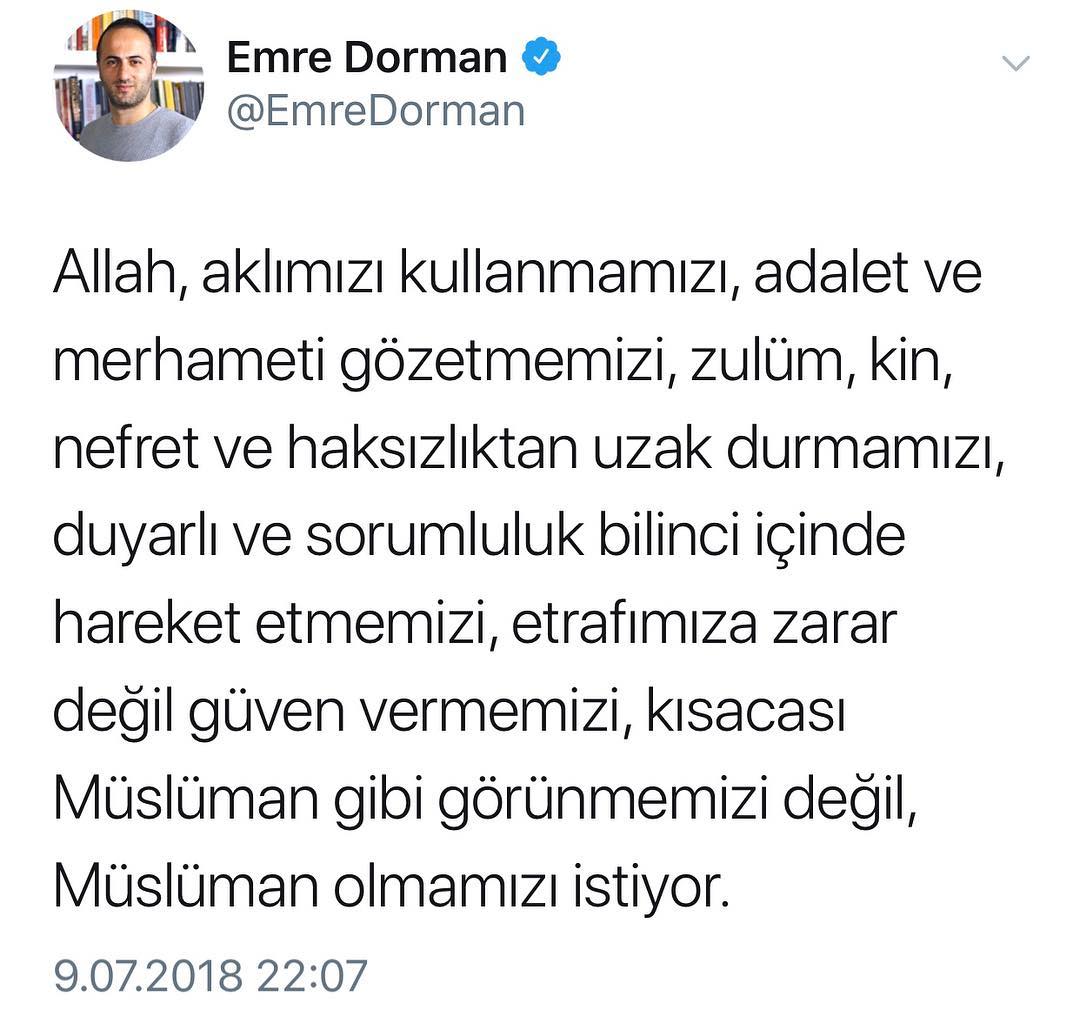 Emre Dorman
@EmreDorman
Allah, aklımızı kullanmamızı, adalet ve
merhameti gözetmemizi, zulüm, kin,
nefret ve haksızlıktan uzak durmamızı,
duyarlı ve sorumluluk bilinci içinde
hareket etmemizi, etrafımıza zarar
değil güven vermemizi, kısacası
Müslüman gibi görünmemizi değil,
Müslüman olmamızı istiyor.
9.07.2018 22:07